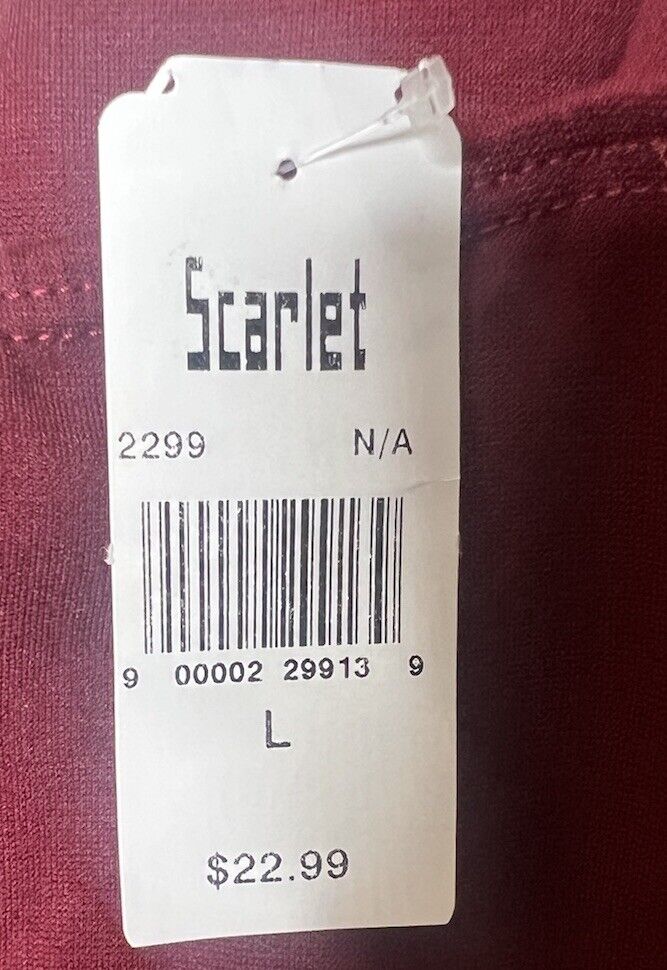 Scarlet
2299 N/A
9 00002 29913 9
L
$22.99